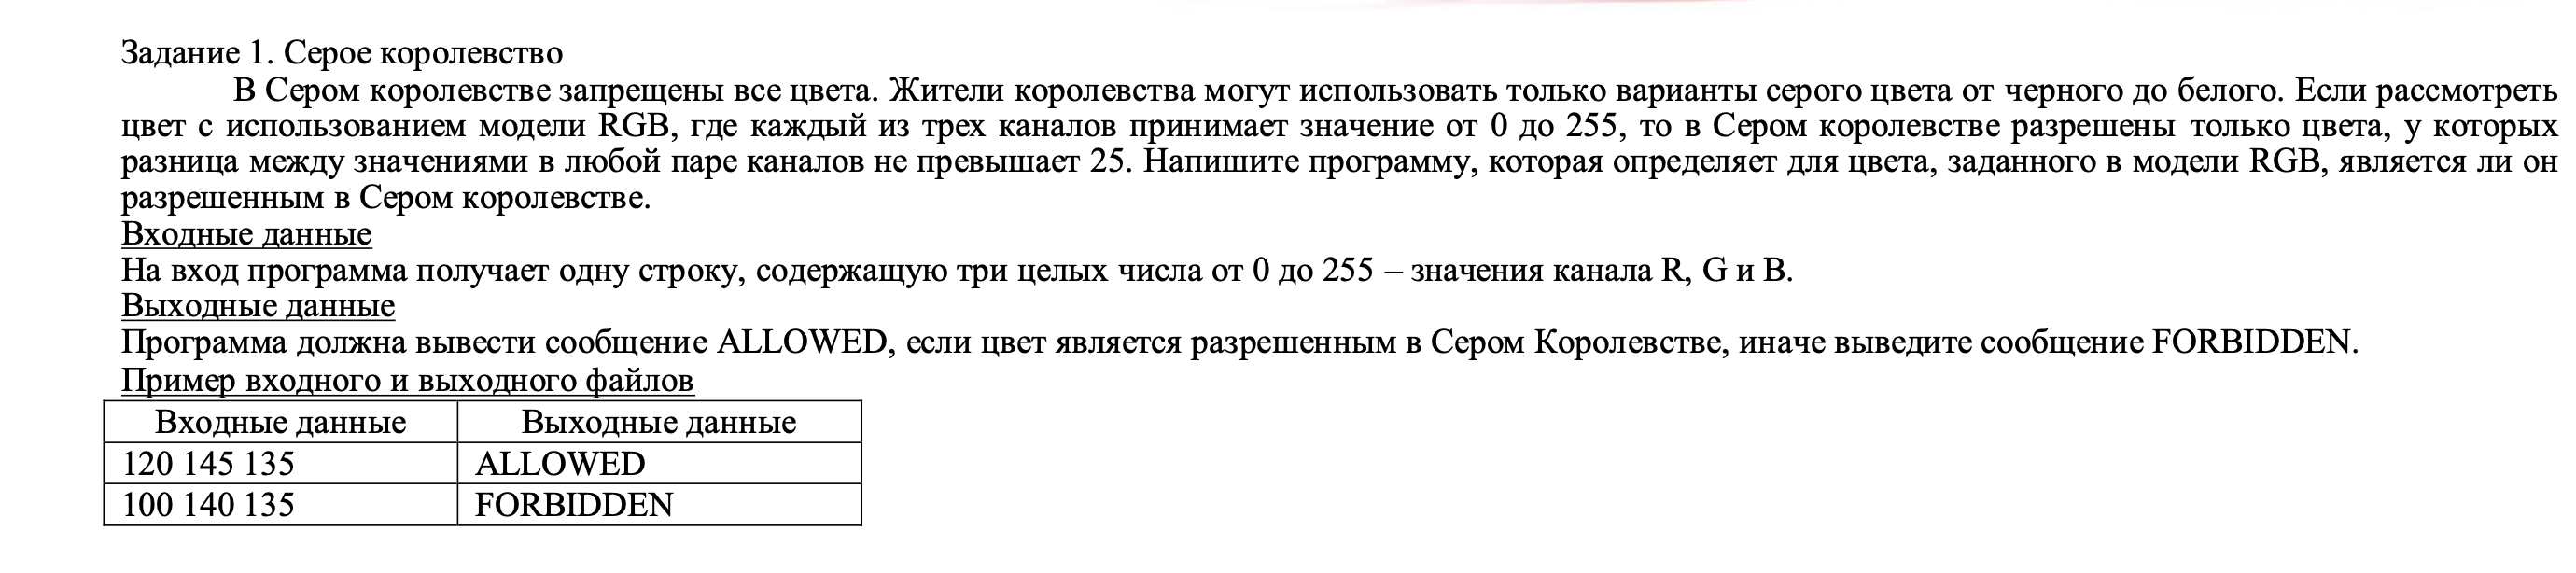 Задание 1. Серое королевство
В Сером королевстве запрещены все цвета. Жители королевства могут использовать только варианты серого цвета от черного до белого. Если рассмотреть
цвет с использованием модели RGB, где каждый из трех каналов принимает значение от 0 до 255, то в Сером королевстве разрешены только цвета, у которых
разница между значениями в любой паре каналов не превышает 25. Напишите программу, которая определяет для цвета, заданного в модели RGB, является ли он
разрешенным в Сером королевстве.
Входные данные
На вход программа получает одну строку, содержащую три целых числа от 0 до 255 – значения канала R, G и B.
Выходные данные
Программа должна вывести сообщение ALLOWED, если цвет является разрешенным в Сером Королевстве, иначе выведите сообщение FORBIDDEN.
Пример входного и выходного файлов
Входные данные Выходные данные
120 145 135 ALLOWED
100 140 135 FORBIDDEN